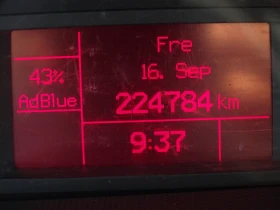 Fre
16. Sep
43%
AdBlue
224784 km
9:37